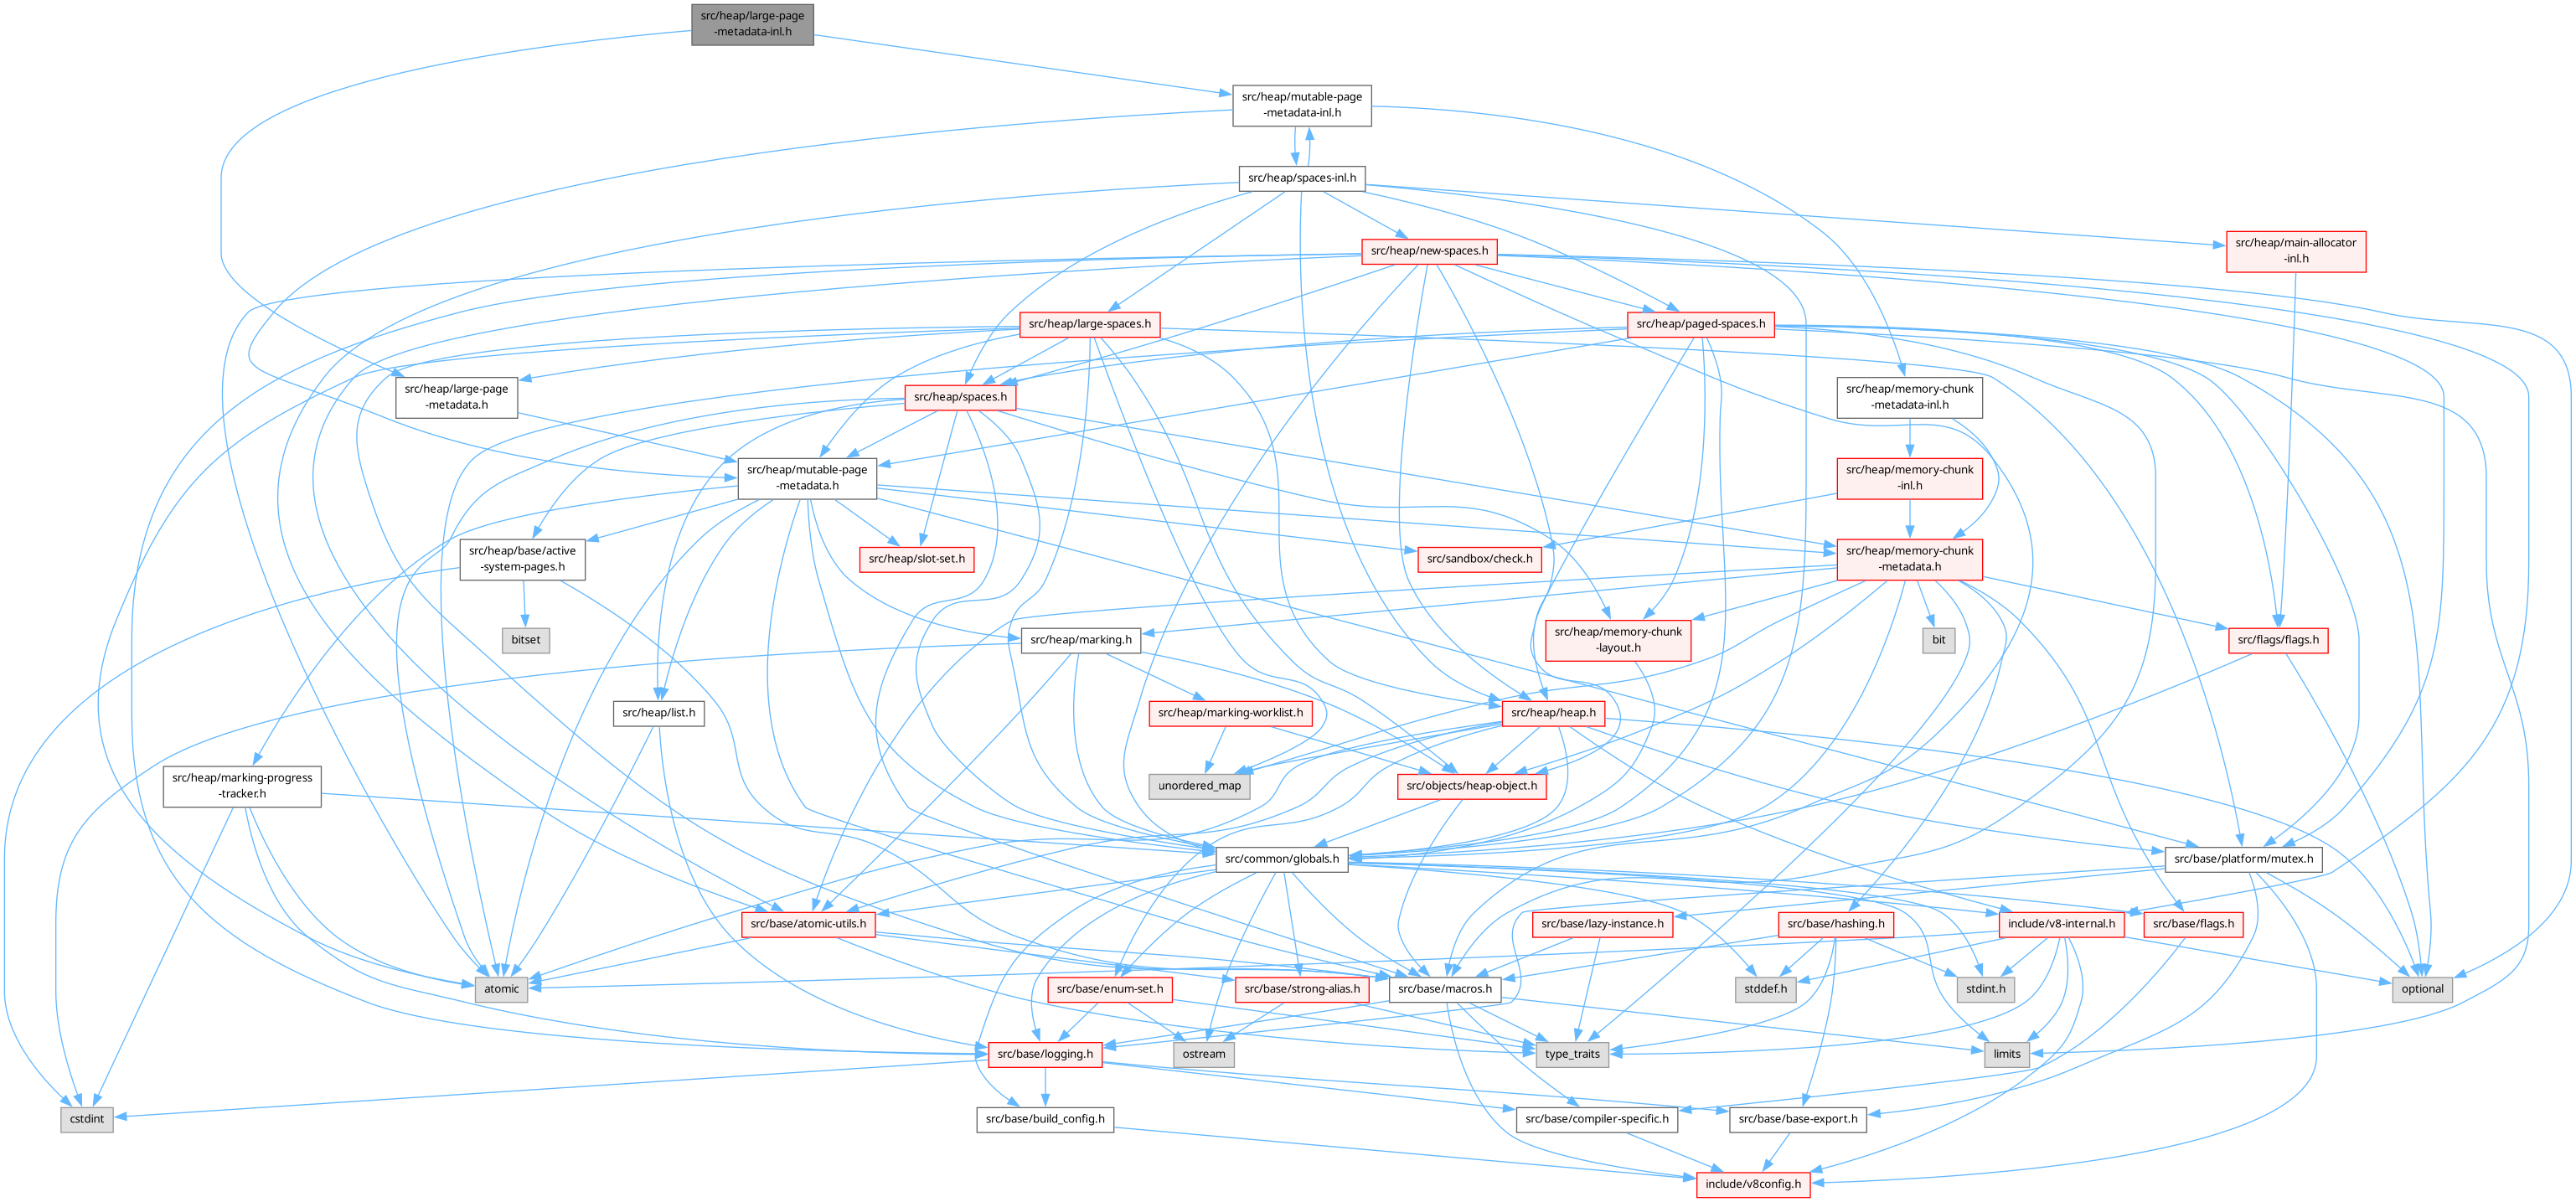 src/heap/large-page
-metadata-inl.h
src/heap/mutable-page
-metadata-inl.h
src/heap/spaces-inl.h
src/heap/new-spaces.h
src/heap/main-allocator
-inl.h
src/heap/large-spaces.h
src/heap/paged-spaces.h
src/heap/large-page
-metadata.h
src/heap/spaces.h
src/heap/memory-chunk
-metadata-inl.h
src/heap/mutable-page
-metadata.h
src/heap/memory-chunk
-inl.h
src/heap/base/active
-system-pages.h
src/heap/slot-set.h
src/sandbox/check.h
src/heap/memory-chunk
-metadata.h
bitset
src/heap/marking.h
src/heap/memory-chunk
-layout.h
bit
src/flags/flags.h
src/heap/list.h
src/heap/marking-worklist.h
src/heap/heap.h
src/heap/marking-progress
-tracker.h
unordered_map
src/objects/heap-object.h
src/common/globals.h
src/base/platform/mutex.h
src/base/atomic-utils.h
src/base/lazy-instance.h
src/base/hashing.h
include/v8-internal.h
src/base/flags.h
atomic
src/base/enum-set.h
src/base/strong-alias.h
src/base/macros.h
stddef.h
stdint.h
optional
src/base/logging.h
ostream
type_traits
limits
cstdint
src/base/build_config.h
src/base/compiler-specific.h
src/base/base-export.h
include/v8config.h